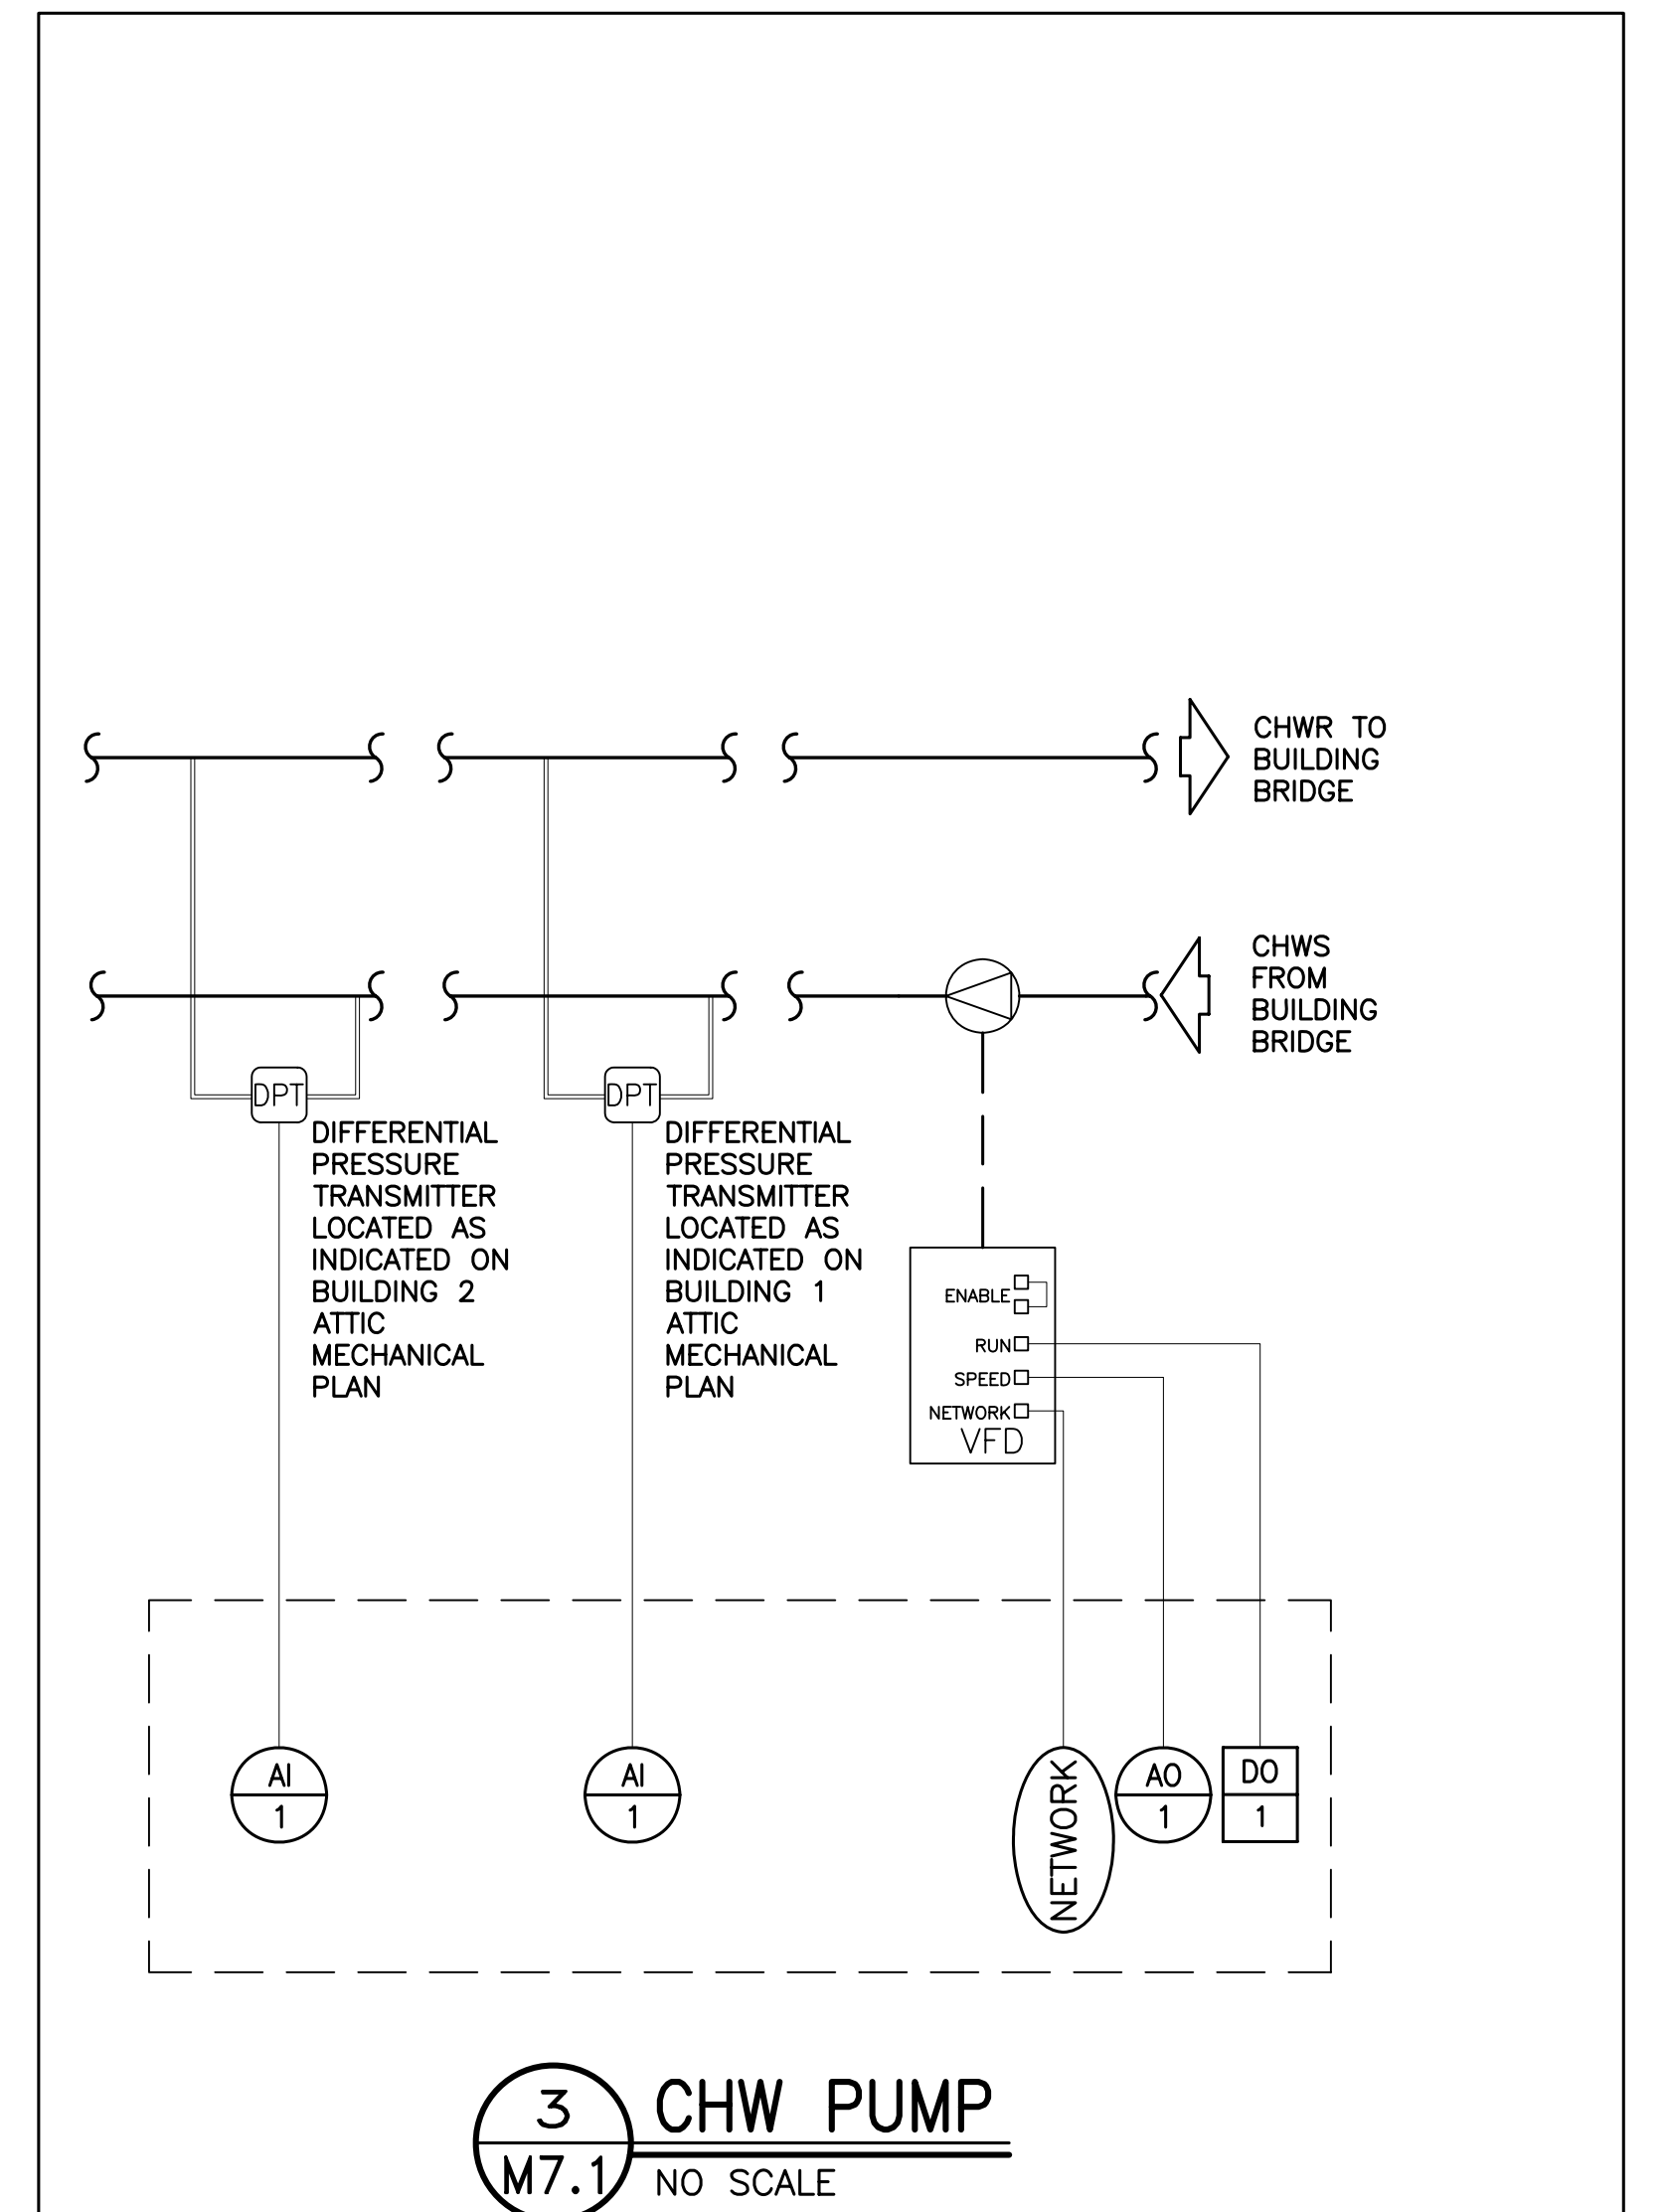 CHWR TO
BUILDING
BRIDGE
CHWS
FROM
BUILDING
BRIDGE
DPT
DIFFERENTIAL
PRESSURE
TRANSMITTER
LOCATED AS
INDICATED ON
BUILDING 2
ATTIC
MECHANICAL
PLAN
DPT
DIFFERENTIAL
PRESSURE
TRANSMITTER
LOCATED AS
INDICATED ON
BUILDING 1
ATTIC
MECHANICAL
PLAN
ENABLE
RUN
SPEED
NETWORK
VFD
AI
1
AI
1
NETWORK
AO
1
DO
1
3
M7.1
CHW PUMP
NO SCALE